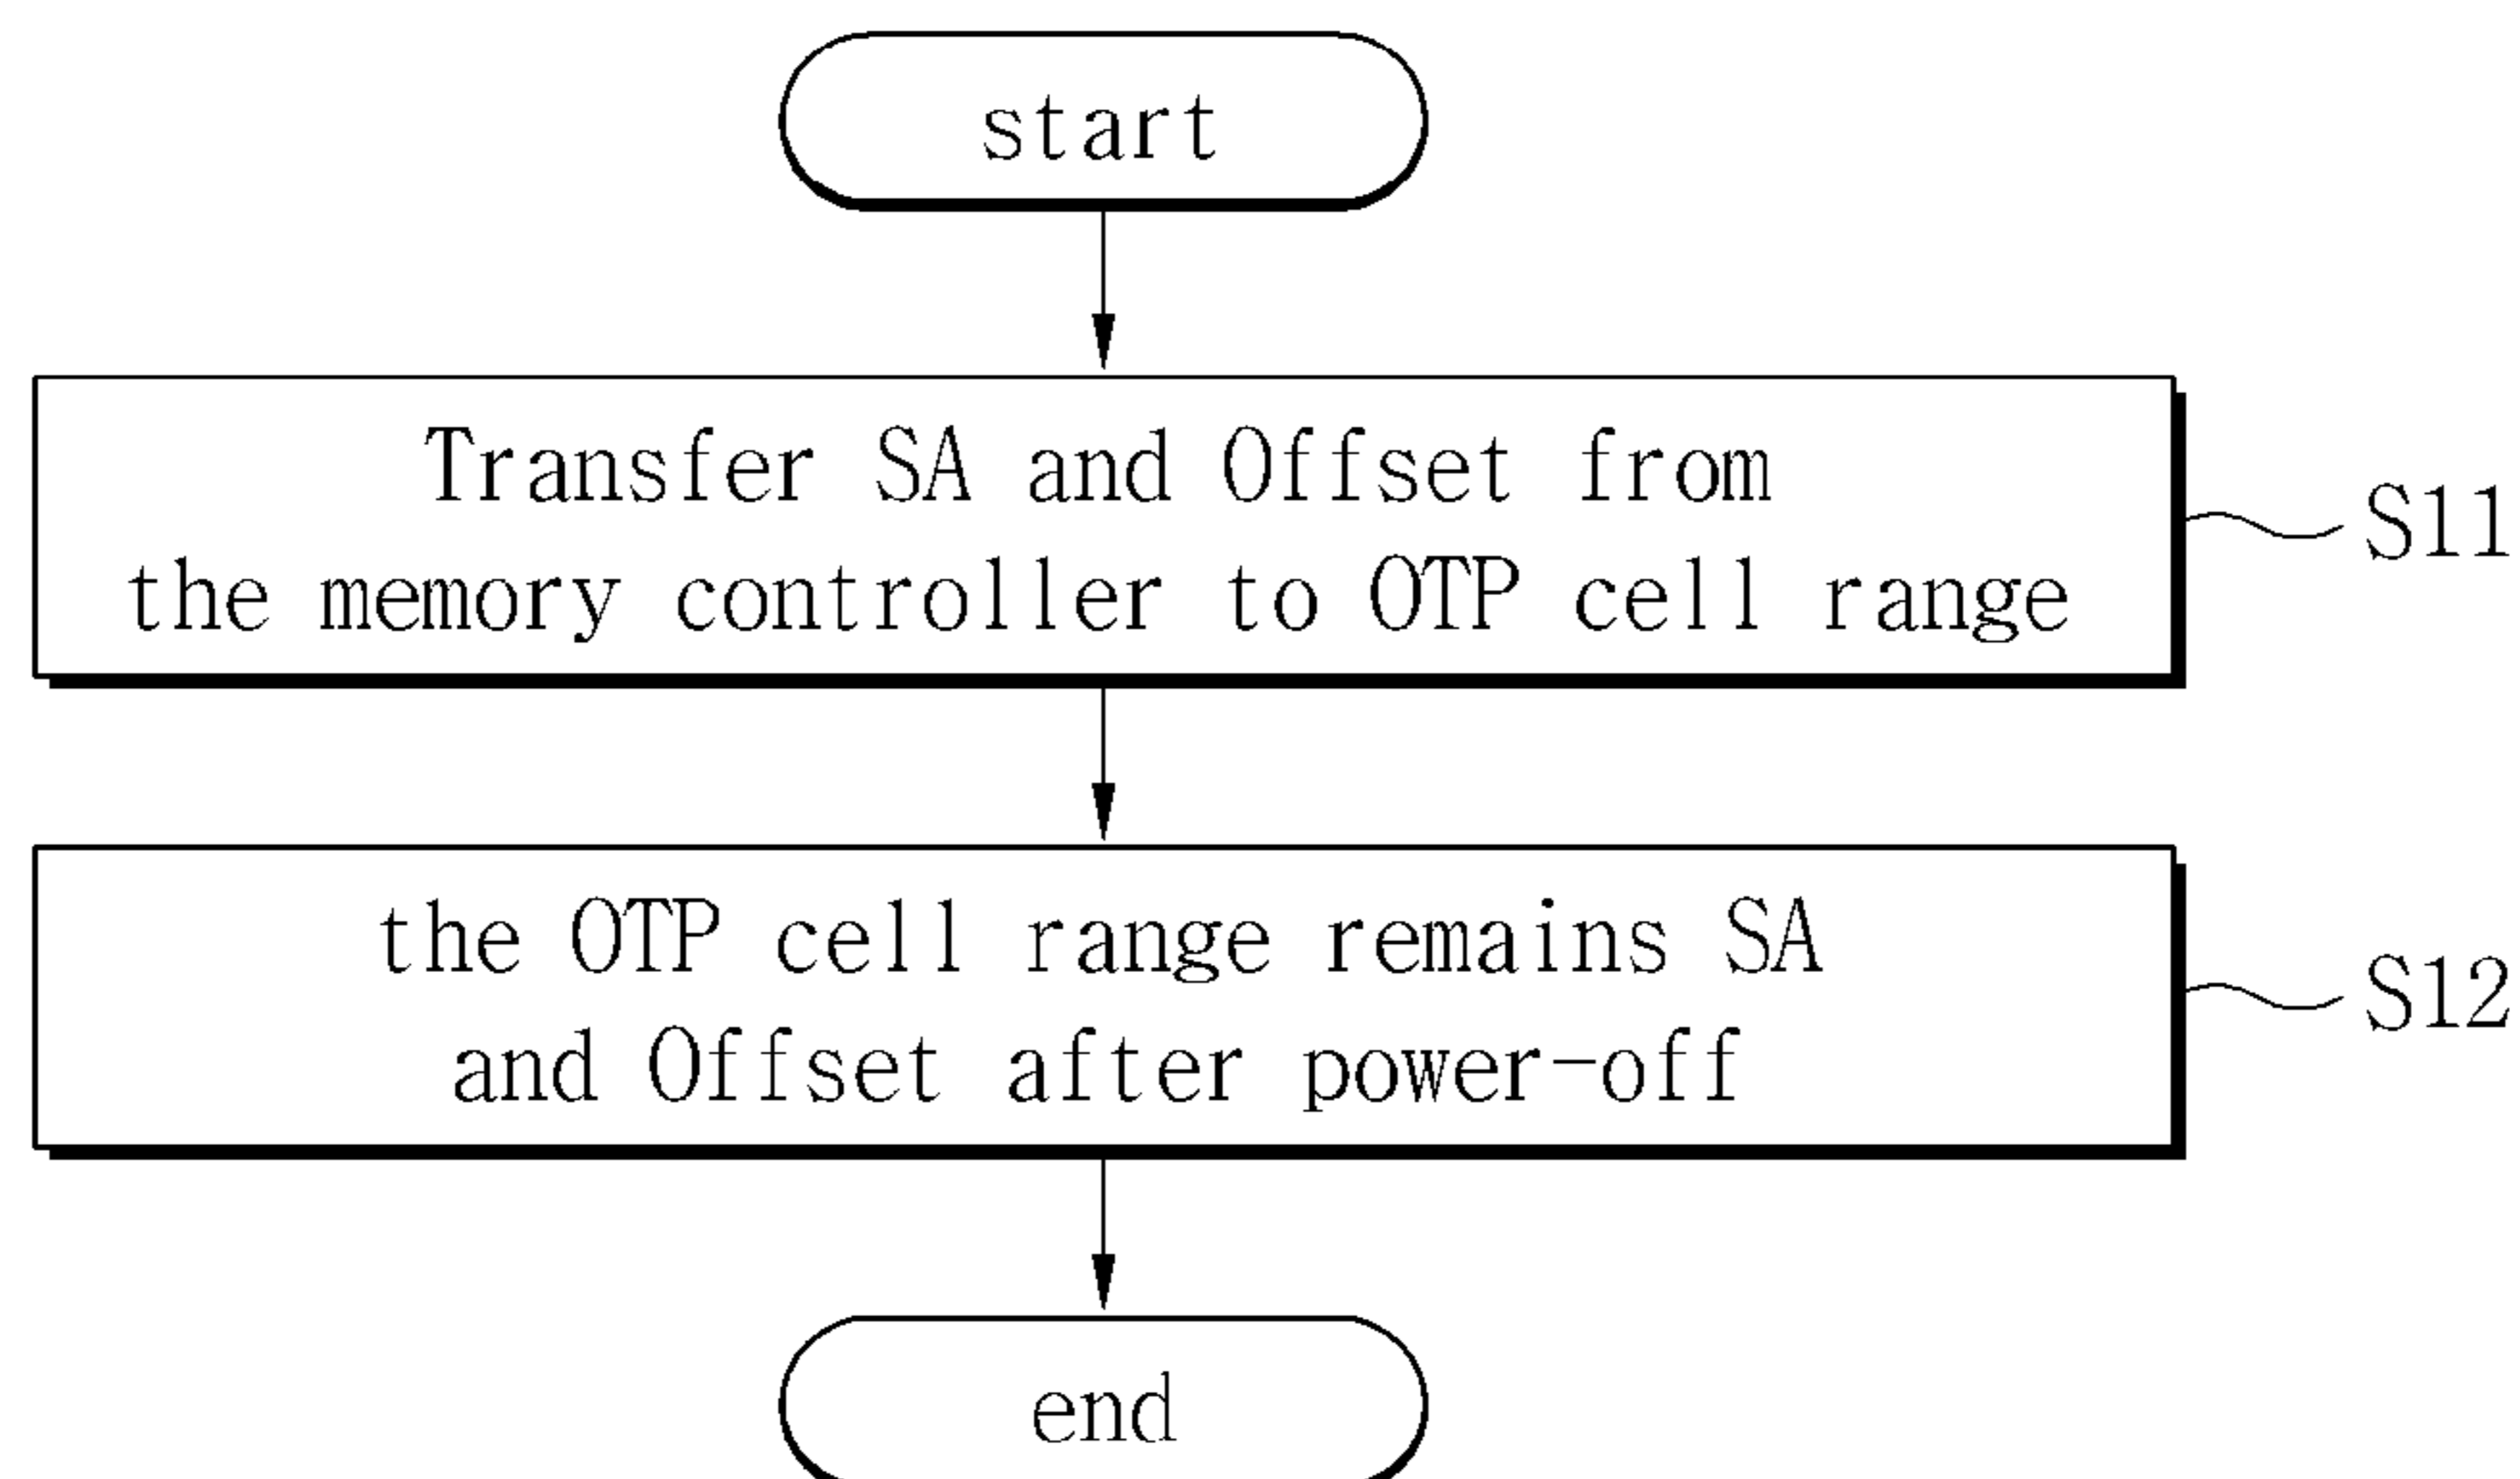 start
Transfer SA and Offset from
the memory controller to OTP cell range
S11
the OTP cell range remains SA
and Offset after power-off
S12
end